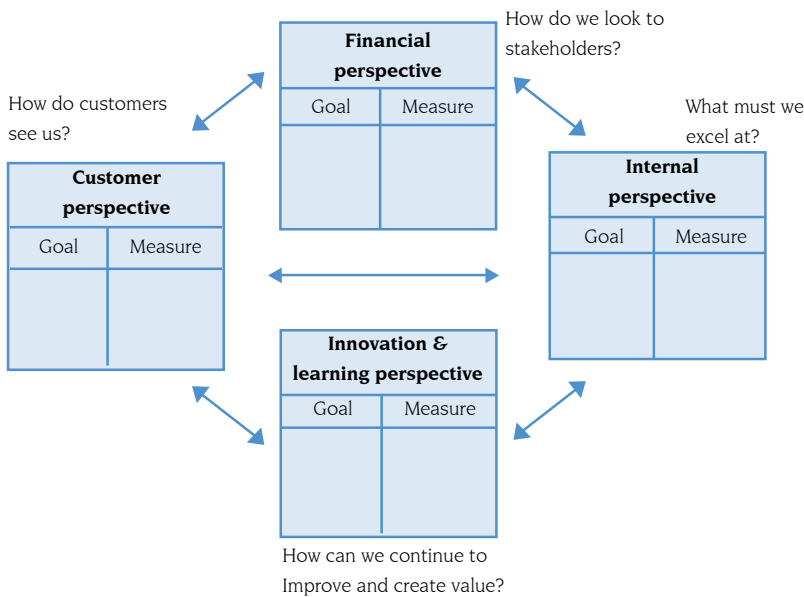 How do we look to
stakeholders?
Financial
perspective
Goal Measure
How do customers
see us?
Customer
perspective
Goal Measure
What must we
excel at?
Internal
perspective
Goal Measure
Innovation &
learning perspective
Goal Measure
How can we continue to
Improve and create value?